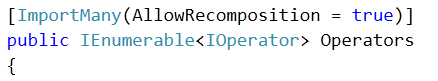 [ImportMany(AllowRecomposition = true)]
public IEnumerable<IOperator> Operators
{